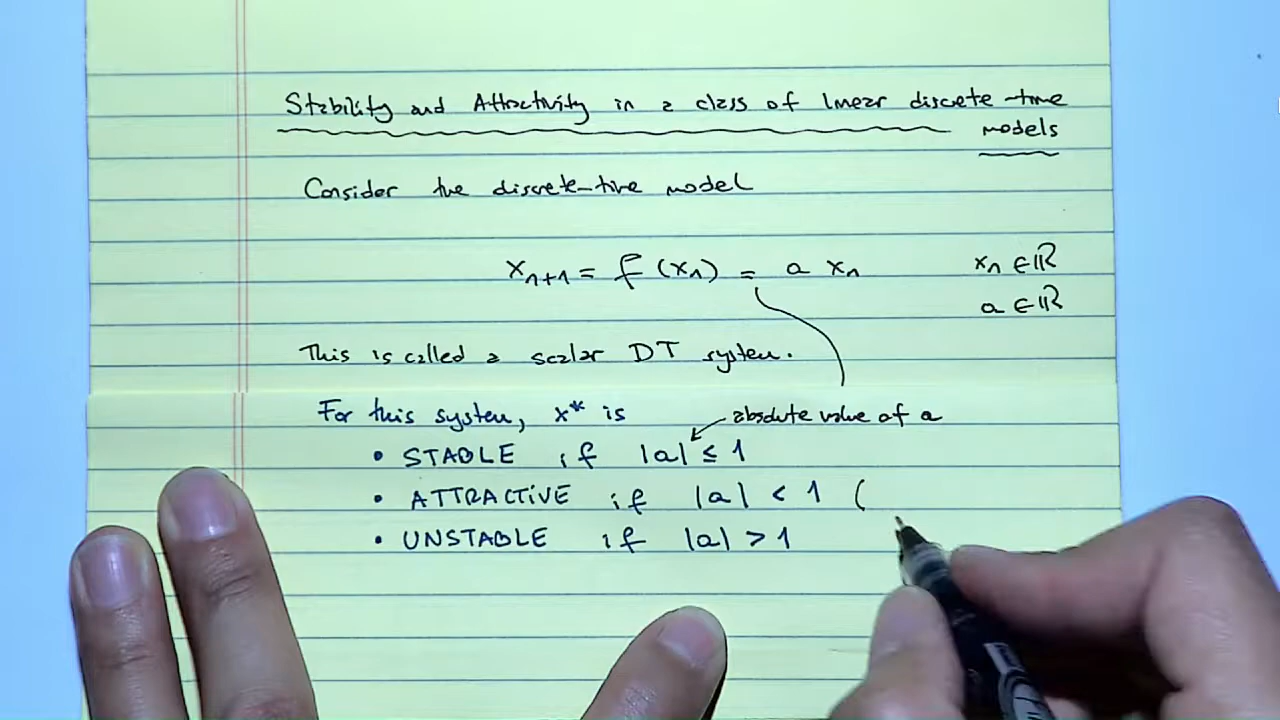 Stability and Attractivity in a class of linear discrete-time
models
Consider the discrete-time model
xn+1 = f(xn) = a xn
xn ∈ ℝ
a ∈ ℝ
This is called a scalar DT system.
For this system, x* is
absolute value of a
• STABLE if |a| ≤ 1
• ATTRACTIVE if |a| < 1 (
• UNSTABLE if |a| > 1